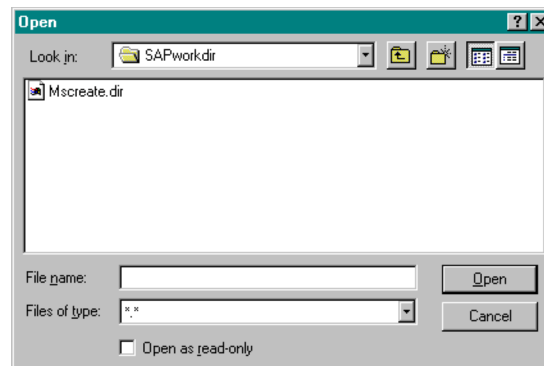 Open
Look in: SAPworkdir
Mscreate.dir
File name: Open
Files of type: *.* Cancel
Open as read-only